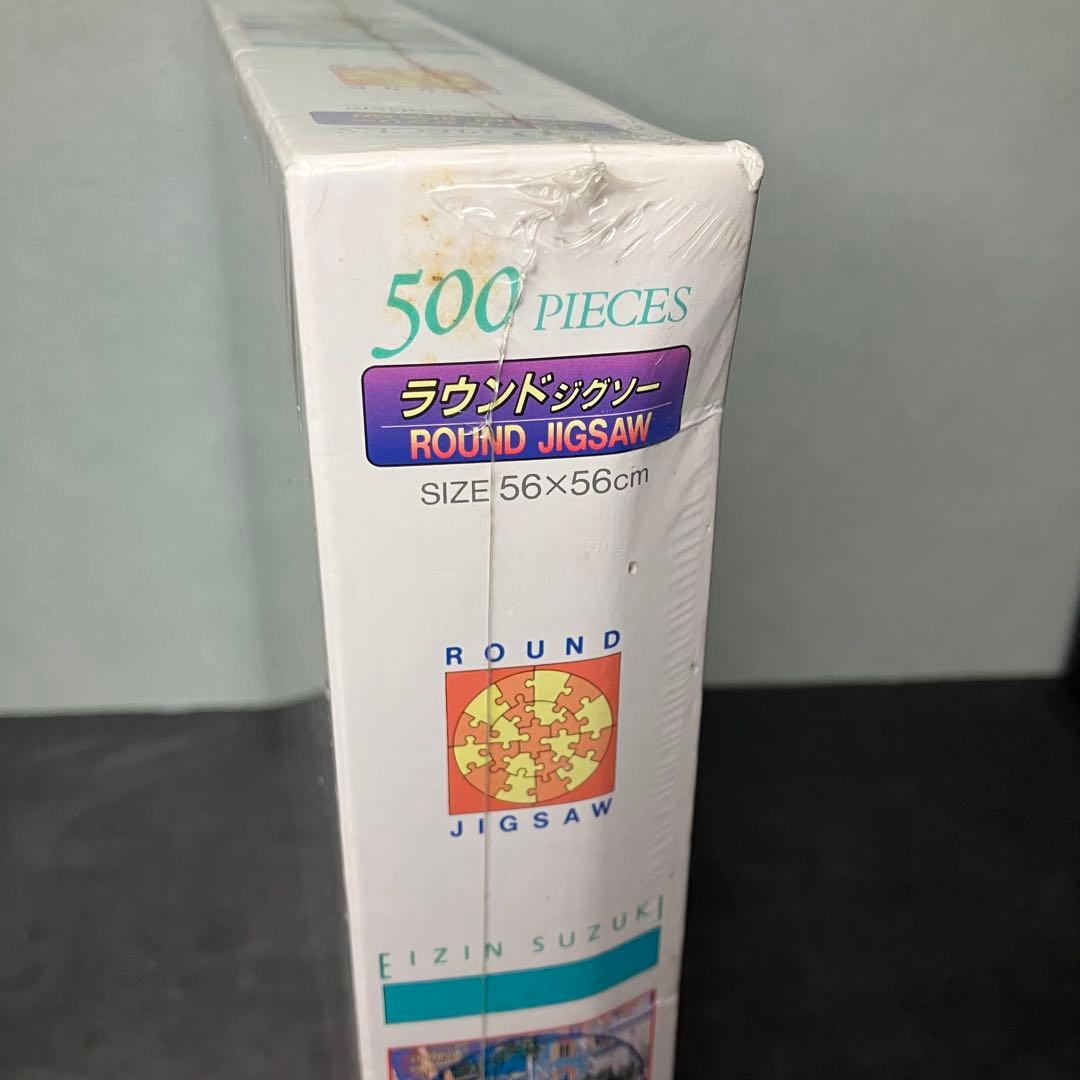 500 PIECES
ラウンドジグソー
ROUND JIGSAW
SIZE 56×56cm
ROUND
JIGSAW
EIZIN SUZUKI